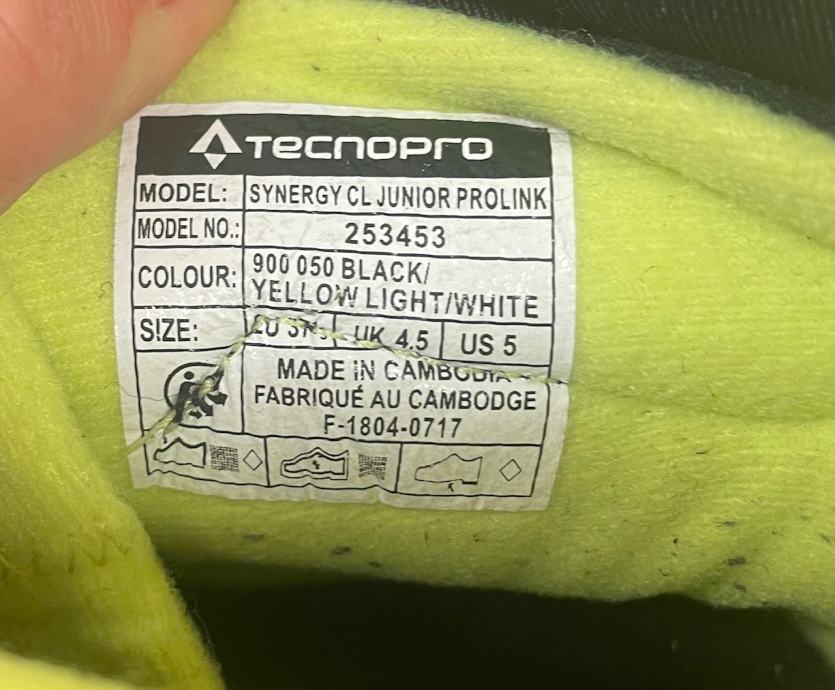 TECNOPRO
MODEL: SYNERGY CL JUNIOR PROLINK
MODEL NO.: 253453
COLOUR: 900 050 BLACK/
YELLOW LIGHT/WHITE
SIZE: EU UK 4.5 US 5
MADE IN CAMBODIA
FABRIQUÉ AU CAMBODGE
F-1804-0717